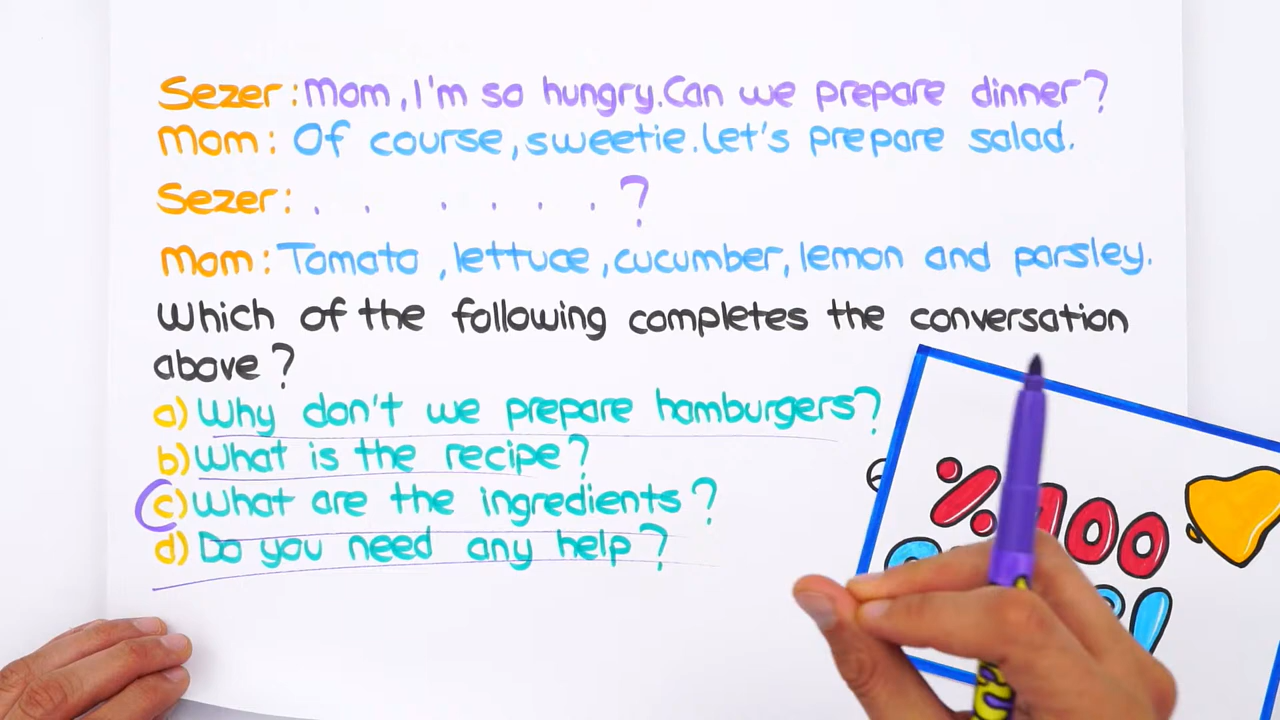 Sezer: Mom, I'm so hungry. Can we prepare dinner?
Mom: Of course, sweetie. Let's prepare salad.
Sezer: . . . . . . ?
Mom: Tomato, lettuce, cucumber, lemon and parsley.
Which of the following completes the conversation
above?
a) Why don't we prepare hamburgers?
b) What is the recipe?
c) What are the ingredients?
d) Do you need any help?
%100